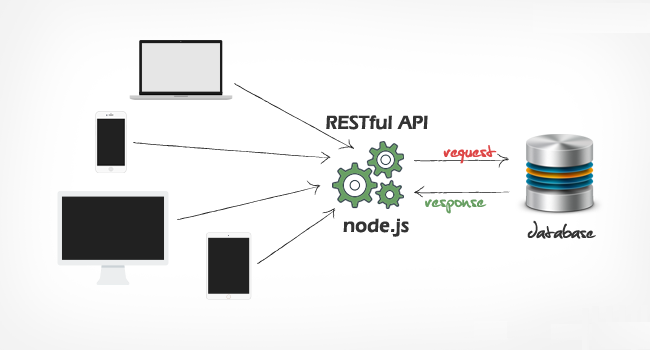 RESTful API
request
response
node.js
database